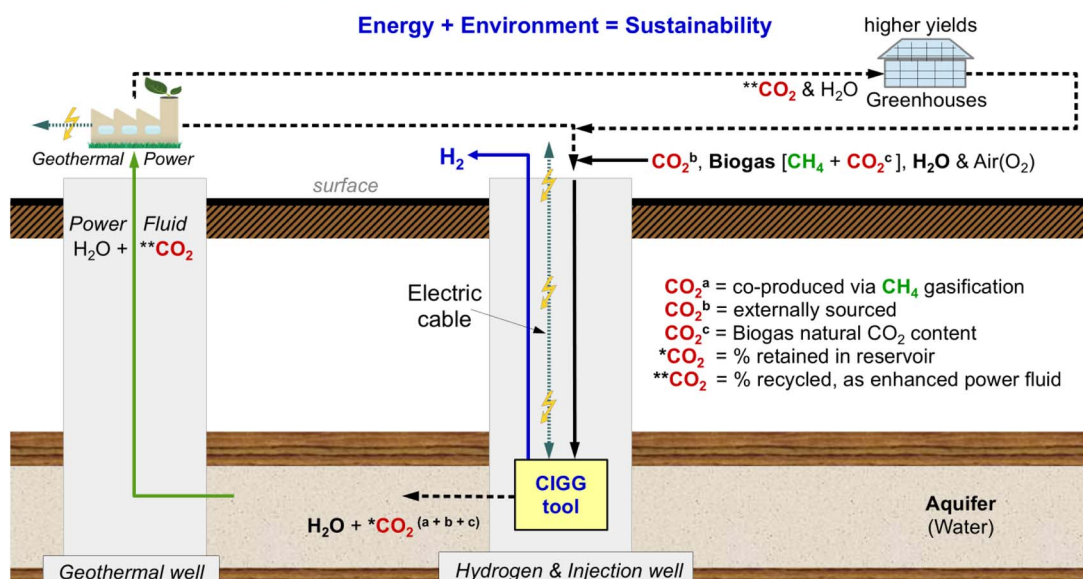 Energy + Environment = Sustainability
higher yields
**CO₂ & H₂O
Greenhouses
Geothermal Power
H₂
CO₂ᵇ, Biogas [CH₄ + CO₂ᶜ], H₂O & Air(O₂)
surface
Power Fluid
H₂O + **CO₂
Electric
cable
CO₂ᵃ = co-produced via CH₄ gasification
CO₂ᵇ = externally sourced
CO₂ᶜ = Biogas natural CO₂ content
*CO₂ = % retained in reservoir
**CO₂ = % recycled, as enhanced power fluid
CIGG
tool
H₂O + *CO₂ ⁽ᵃ ⁺ ᵇ ⁺ ᶜ⁾
Aquifer
(Water)
Geothermal well
Hydrogen & Injection well